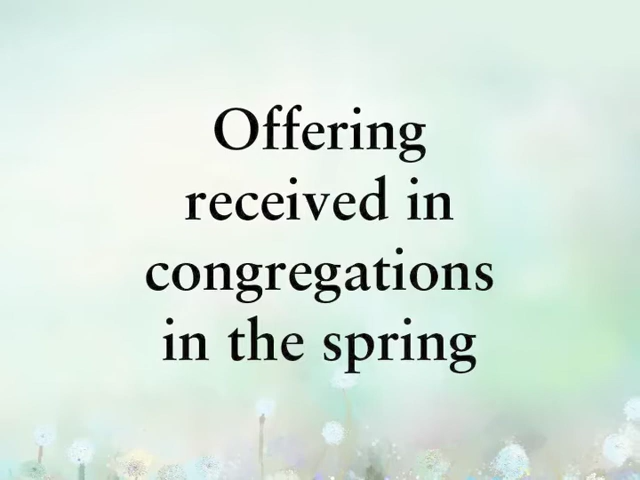 Offering
received in
congregations
in the spring